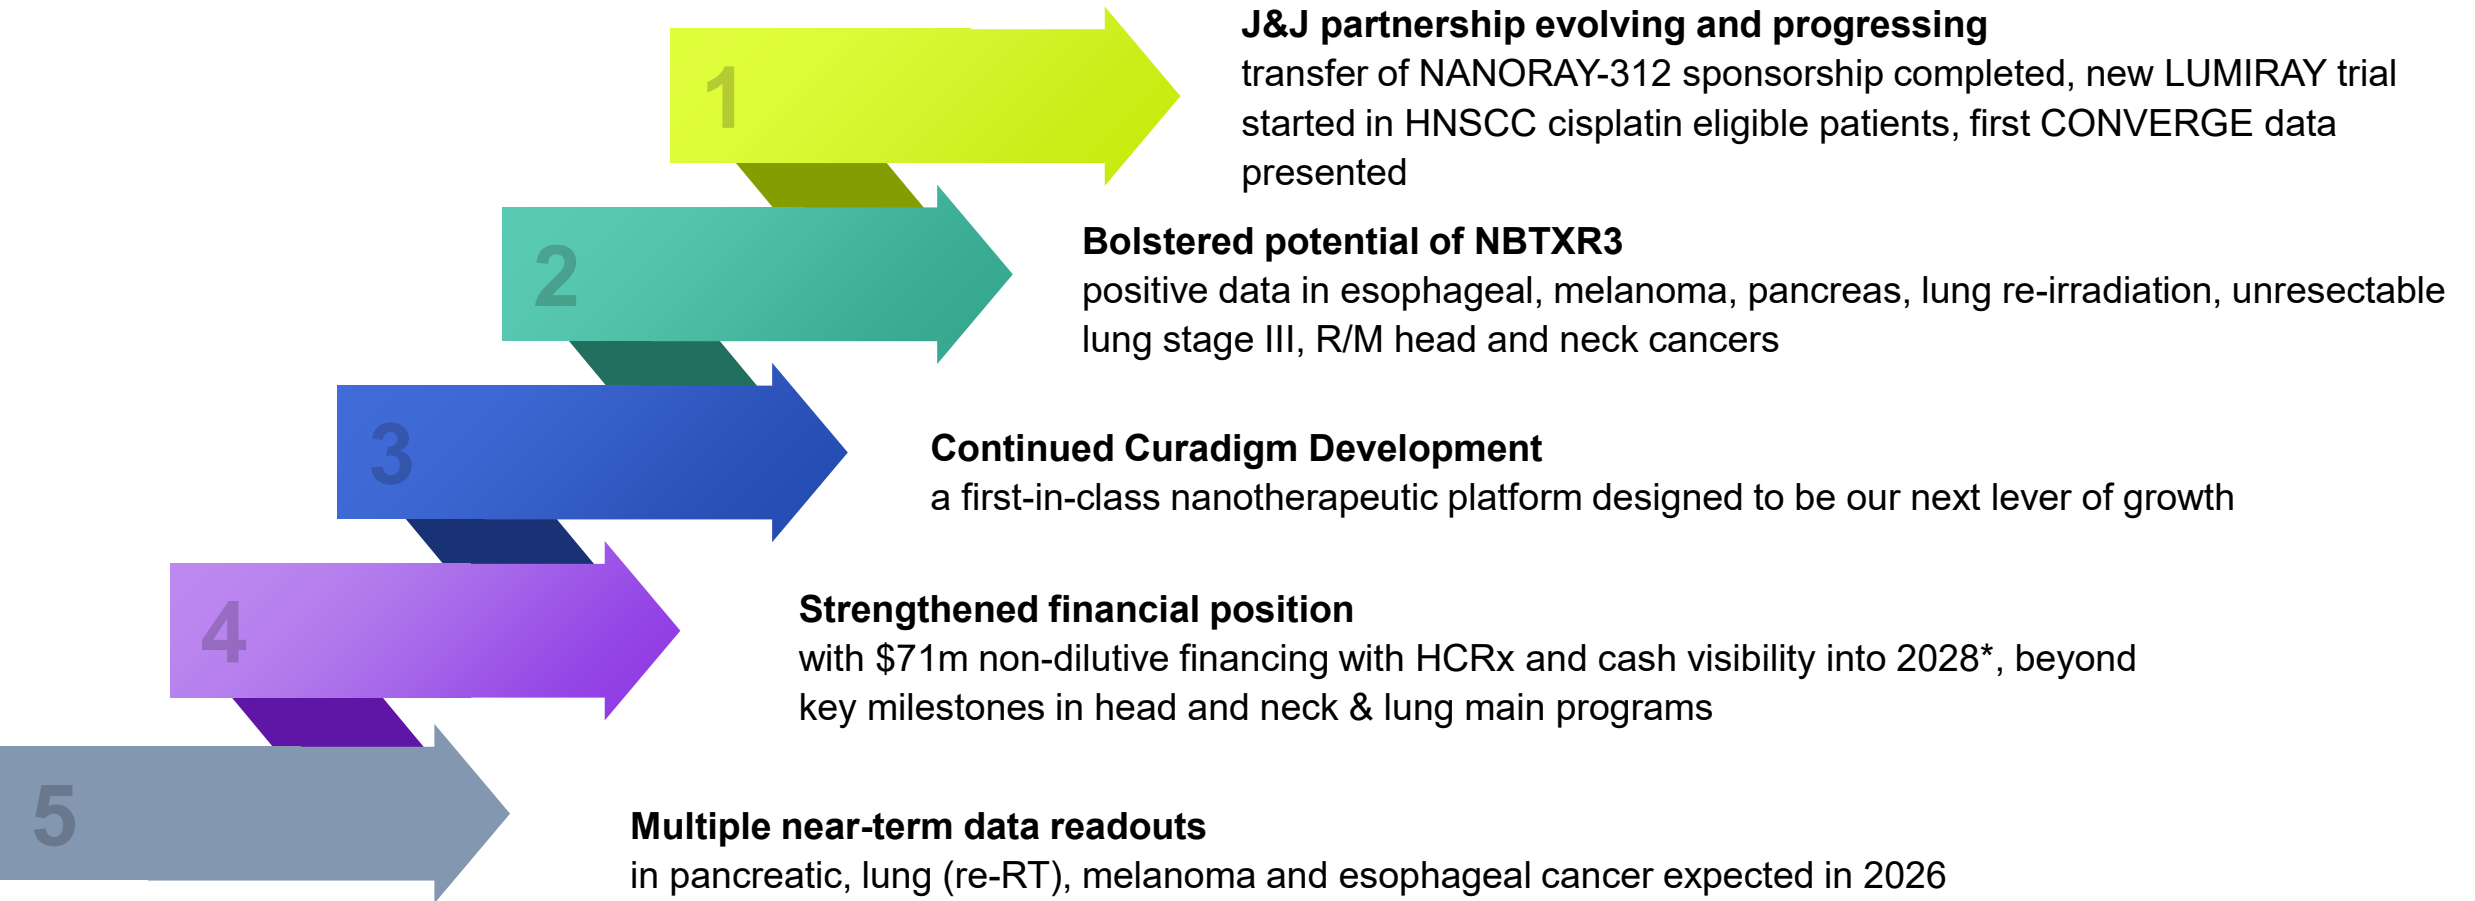 1
J&J partnership evolving and progressing
transfer of NANORAY-312 sponsorship completed, new LUMIRAY trial
started in HNSCC cisplatin eligible patients, first CONVERGE data
presented
2
Bolstered potential of NBTXR3
positive data in esophageal, melanoma, pancreas, lung re-irradiation, unresectable
lung stage III, R/M head and neck cancers
3
Continued Curadigm Development
a first-in-class nanotherapeutic platform designed to be our next lever of growth
4
Strengthened financial position
with $71m non-dilutive financing with HCRx and cash visibility into 2028*, beyond
key milestones in head and neck & lung main programs
5
Multiple near-term data readouts
in pancreatic, lung (re-RT), melanoma and esophageal cancer expected in 2026